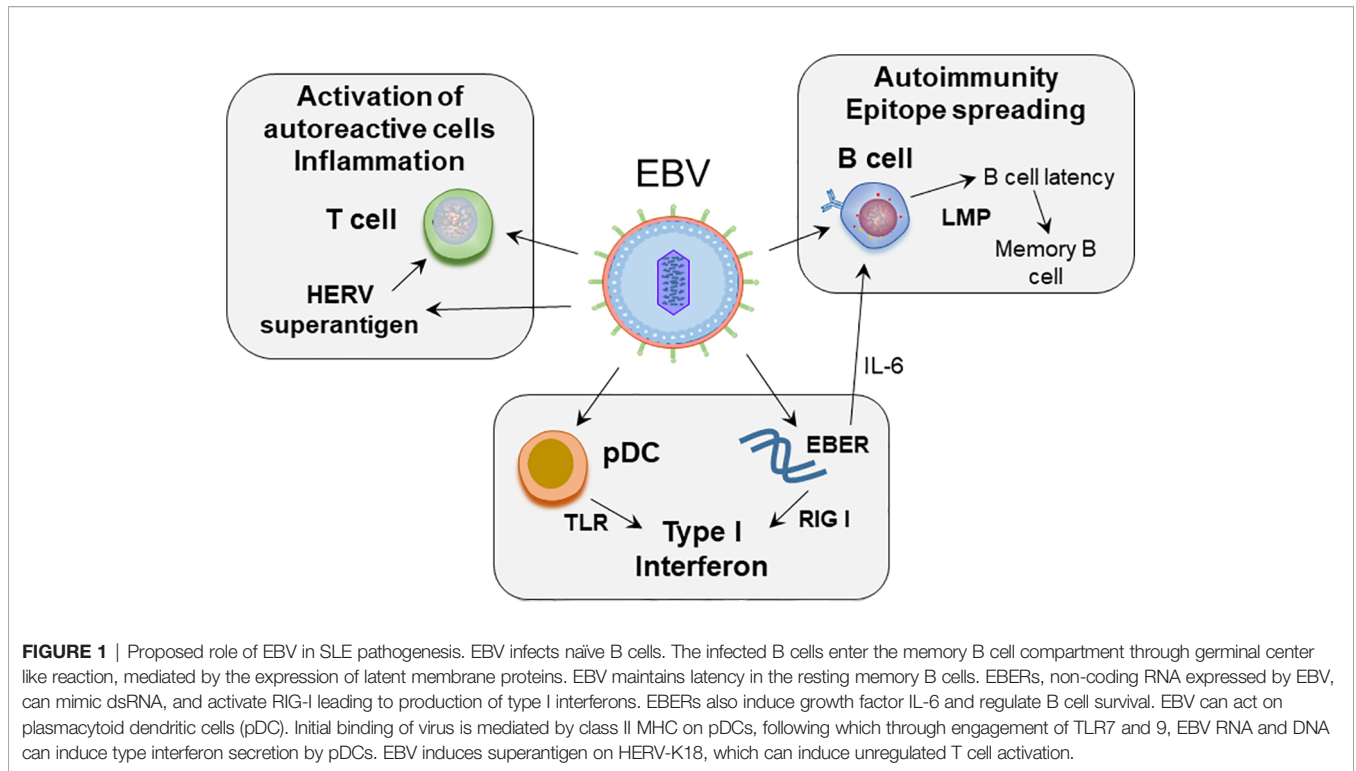 Activation of
autoreactive cells
Inflammation
T cell
HERV
superantigen
EBV
Autoimmunity
Epitope spreading
B cell
B cell latency
LMP
Memory B
cell
IL-6
pDC
EBER
TLR
RIG I
Type I
Interferon
FIGURE 1 | Proposed role of EBV in SLE pathogenesis. EBV infects naïve B cells. The infected B cells enter the memory B cell compartment through germinal center
like reaction, mediated by the expression of latent membrane proteins. EBV maintains latency in the resting memory B cells. EBERs, non-coding RNA expressed by EBV,
can mimic dsRNA, and activate RIG-I leading to production of type I interferons. EBERs also induce growth factor IL-6 and regulate B cell survival. EBV can act on
plasmacytoid dendritic cells (pDC). Initial binding of virus is mediated by class II MHC on pDCs, following which through engagement of TLR7 and 9, EBV RNA and DNA
can induce type interferon secretion by pDCs. EBV induces superantigen on HERV-K18, which can induce unregulated T cell activation.